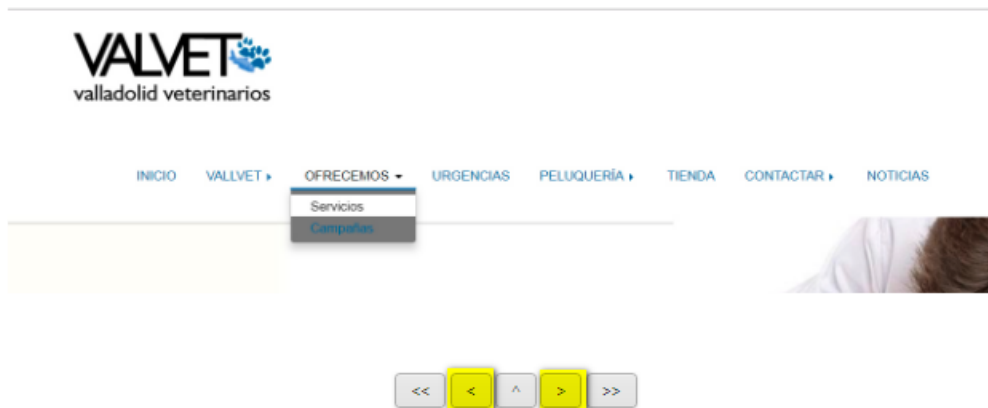 VALVET
valladolid veterinarios
INICIO VALLVET OFRECEMOS URGENCIAS PELUQUERÍA TIENDA CONTACTAR NOTICIAS
Servicios
Campañas
<< < ^ > >>